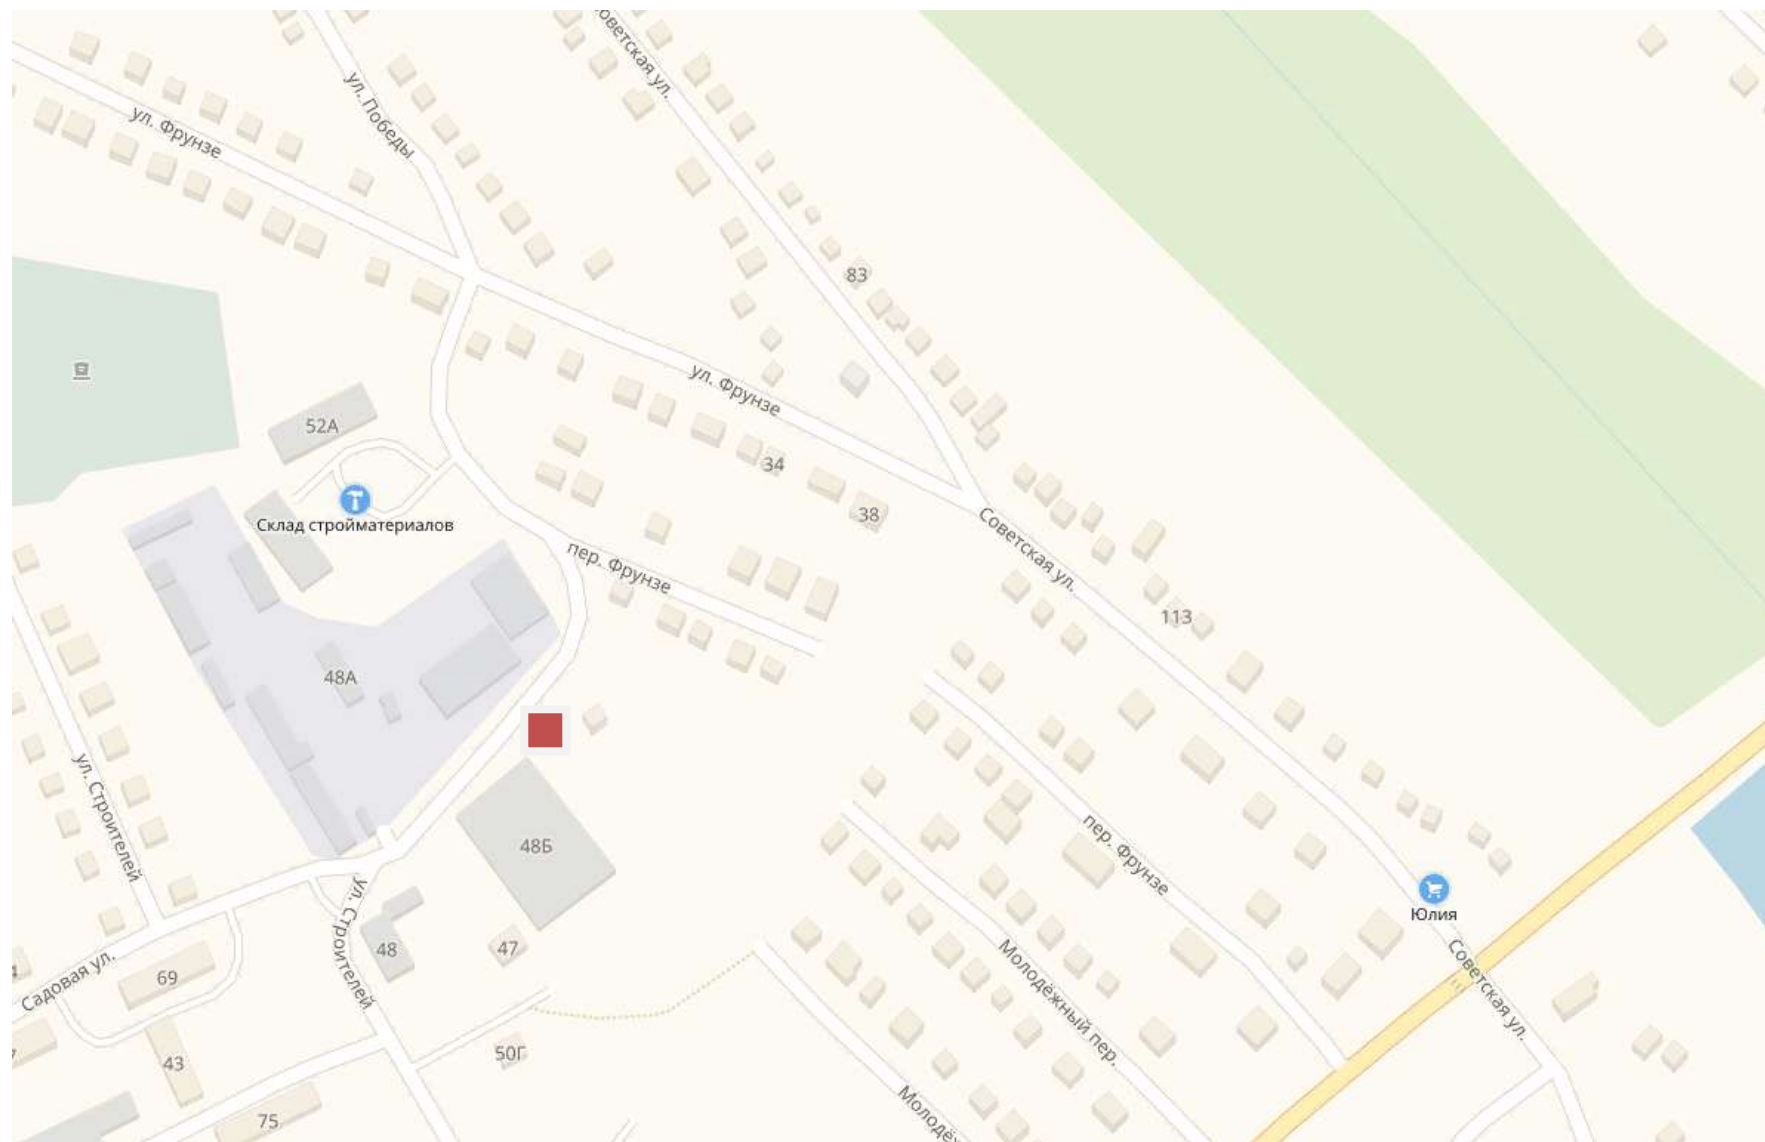 Советская ул.
ул. Победы
ул. Фрунзе
83
ул. Фрунзе
52А
34
Склад стройматериалов
38
Советская ул.
пер. Фрунзе
113
48А
ул. Строителей
48Б
пер. Фрунзе
ул. Строителей
Юлия
48
47
Садовая ул.
69
Молодёжный пер.
Советская ул.
43
50Г
75